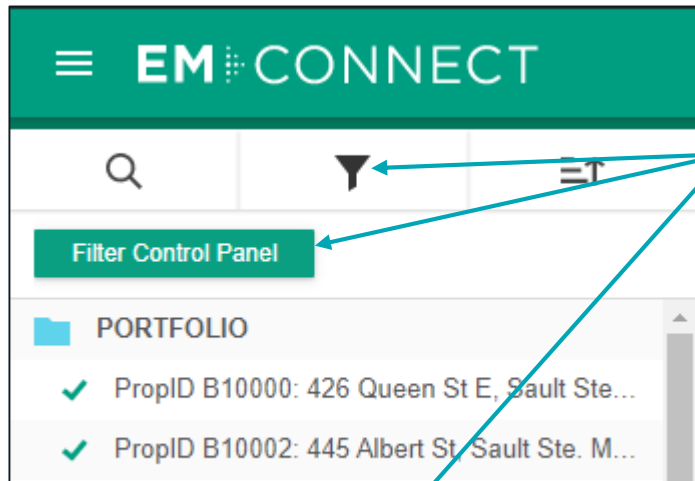 EM CONNECT
Filter Control Panel
PORTFOLIO
PropID B10000: 426 Queen St E, Sault Ste...
PropID B10002: 445 Albert St, Sault Ste. M...